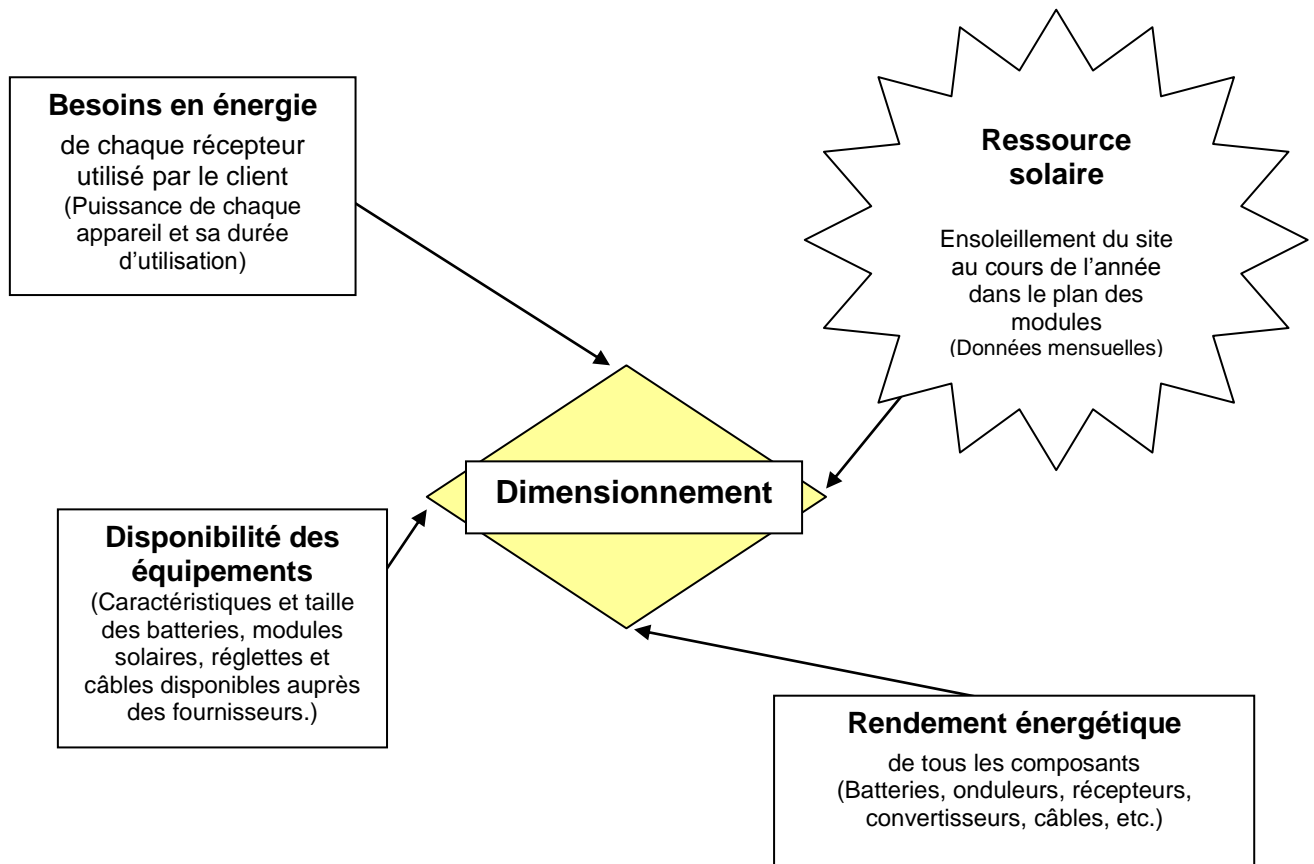 Besoins en énergie
de chaque récepteur
utilisé par le client
(Puissance de chaque
appareil et sa durée
d’utilisation)
Ressource
solaire
Ensoleillement du site
au cours de l’année
dans le plan des
modules
(Données mensuelles)
Dimensionnement
Disponibilité des
équipements
(Caractéristiques et taille
des batteries, modules
solaires, réglettes et
câbles disponibles auprès
des fournisseurs.)
Rendement énergétique
de tous les composants
(Batteries, onduleurs, récepteurs,
convertisseurs, câbles, etc.)